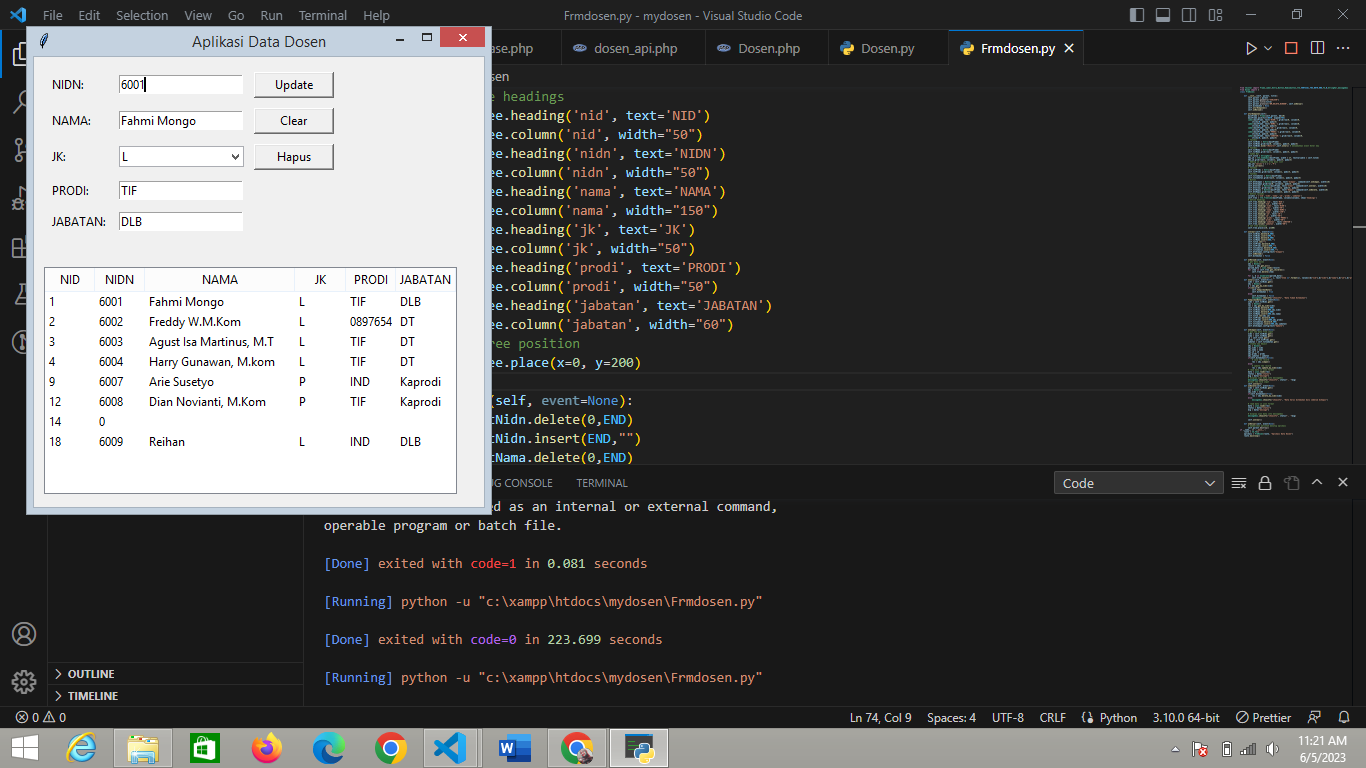 File Edit Selection View Go Run Terminal Help
Frmdosen.py - mydosen - Visual Studio Code
ase.php
dosen_api.php
Dosen.php
Dosen.py
Frmdosen.py
Aplikasi Data Dosen
NIDN: 6001 Update
NAMA: Fahmi Mongo Clear
JK: L Hapus
PRODI: TIF
JABATAN: DLB
NID NIDN NAMA JK PRODI JABATAN
1 6001 Fahmi Mongo L TIF DLB
2 6002 Freddy W.M.Kom L 0897654 DT
3 6003 Agust Isa Martinus, M.T L TIF DT
4 6004 Harry Gunawan, M.kom L TIF DT
9 6007 Arie Susetyo P IND Kaprodi
12 6008 Dian Novianti, M.Kom P TIF Kaprodi
14 0
18 6009 Reihan L IND DLB
osen
e headings
ee.heading('nid', text='NID')
ee.column('nid', width="50")
ee.heading('nidn', text='NIDN')
ee.column('nidn', width="50")
ee.heading('nama', text='NAMA')
ee.column('nama', width="150")
ee.heading('jk', text='JK')
ee.column('jk', width="50")
ee.heading('prodi', text='PRODI')
ee.column('prodi', width="50")
ee.heading('jabatan', text='JABATAN')
ee.column('jabatan', width="60")
ree position
ee.place(x=0, y=200)
(self, event=None):
tNidn.delete(0,END)
tNidn.insert(END,"")
tNama.delete(0,END)
UG CONSOLE TERMINAL
Code
ed as an internal or external command,
operable program or batch file.
[Done] exited with code=1 in 0.081 seconds
[Running] python -u "c:\xampp\htdocs\mydosen\Frmdosen.py"
[Done] exited with code=0 in 223.699 seconds
[Running] python -u "c:\xampp\htdocs\mydosen\Frmdosen.py"
OUTLINE
TIMELINE
0 0
Ln 74, Col 9 Spaces: 4 UTF-8 CRLF Python 3.10.0 64-bit Prettier
11:21 AM
6/5/2023